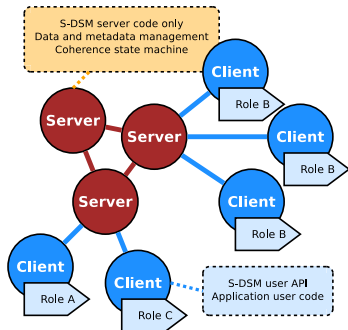 S-DSM server code only
Data and metadata management
Coherence state machine
Client
Role B
Server
Server
Client
Role B
Server
Client
Role B
Client
Role A
Client
Role C
S-DSM user API
Application user code